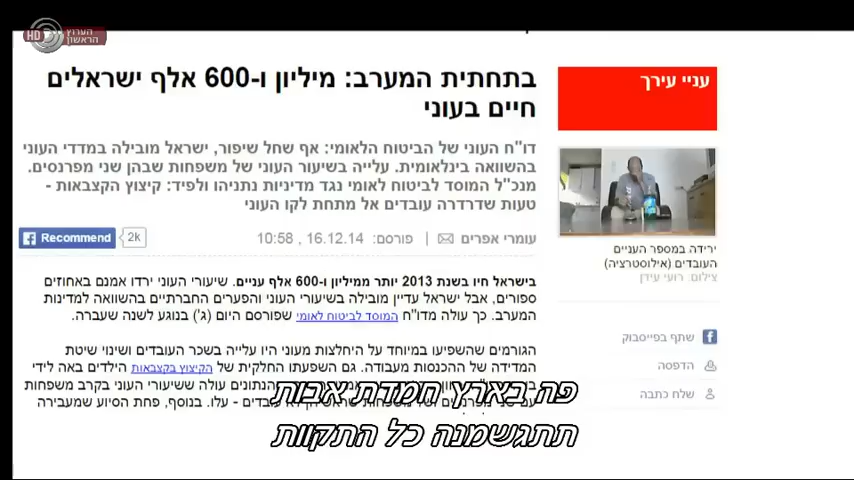 HD
הערוץ
הראשון
בתחתית המערב: מיליון ו-600 אלף ישראלים
חיים בעוני
דו"ח העוני של הביטוח הלאומי: אף שחל שיפור, ישראל מובילה במדדי העוני
בהשוואה בינלאומית. עלייה בשיעור העוני של משפחות שבהן שני מפרנסים.
מנכ"ל המוסד לביטוח לאומי נגד מדיניות נתניהו ולפיד: קיצוץ הקצבאות -
טעות שדרדרה עובדים אל מתחת לקו העוני
עומרי אפרים
פורסם: 16.12.14, 10:58
Recommend 2k
בישראל חיו בשנת 2013 יותר ממיליון ו-600 אלף עניים. שיעורי העוני ירדו אמנם באחוזים
ספורים, אבל ישראל עדיין מובילה בשיעורי העוני והפערים החברתיים בהשוואה למדינות
המערב. כך עולה מדו"ח המוסד לביטוח לאומי שפורסם היום (ג') בנוגע לשנה שעברה.
הגורמים שהשפיעו במיוחד על היחלצות מעוני היו עלייה בשכר העובדים ושינוי שיטת
המדידה של ההכנסות מעבודה. גם השפעתו החלקית של הקיצוץ בקצבאות הילדים באה לידי
הנתונים עולה ששיעורי העוני בקרב משפחות
עובדים - עלו. בנוסף, פחת הסיוע שמעבירה
עניי עירך
ירידה במספר העניים
העובדים (אילוסטרציה)
צילום: רועי עידן
שתף בפייסבוק
הדפסה
שלח כתבה
פה בארץ חמדת אבות
תתגשמנה כל התקוות